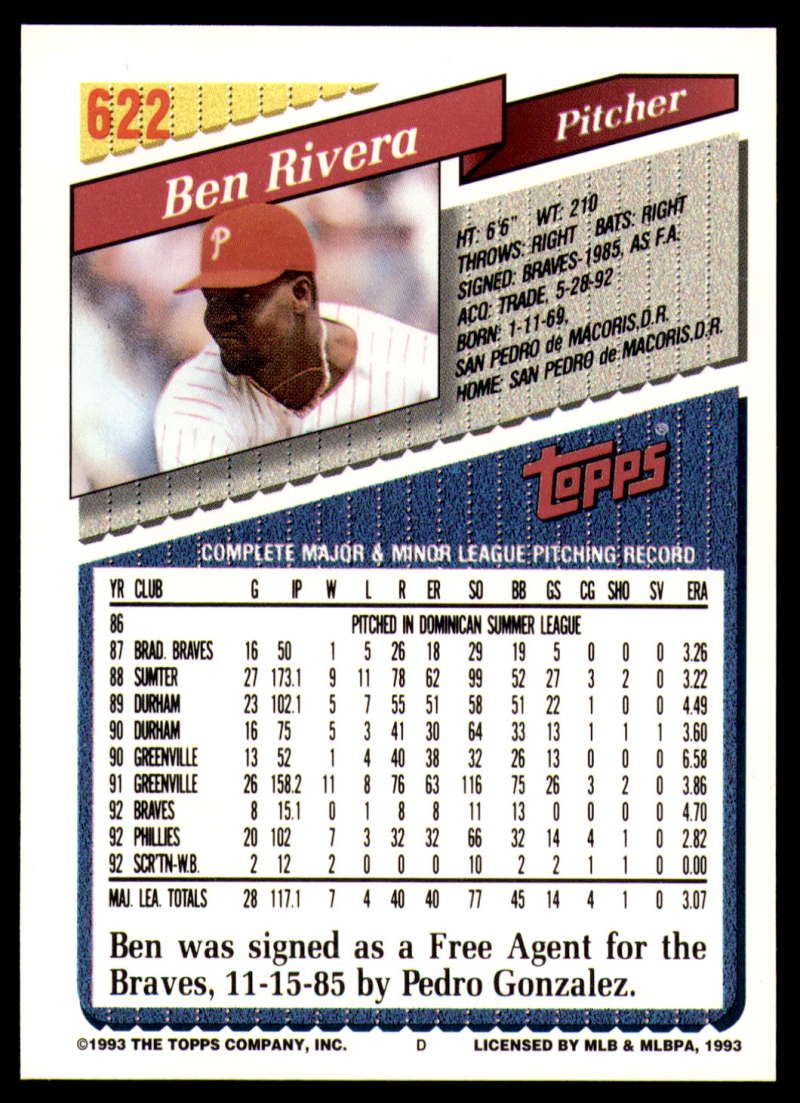 622
Ben Rivera
Pitcher
P
HT: 6'6" WT: 210
THROWS: RIGHT BATS: RIGHT
SIGNED: BRAVES-1985, AS F.A.
ACQ: TRADE, 5-28-92
BORN: 1-11-69,
SAN PEDRO de MACORIS,D.R.
HOME: SAN PEDRO de MACORIS,D.R.
TOPPS®
COMPLETE MAJOR & MINOR LEAGUE PITCHING RECORD
YR CLUB G IP W L R ER SO BB GS CG SHO SV ERA
86 PITCHED IN DOMINICAN SUMMER LEAGUE
87 BRAD. BRAVES 16 50 1 5 26 18 29 19 5 0 0 0 3.26
88 SUMTER 27 173.1 9 11 78 62 99 52 27 3 2 0 3.22
89 DURHAM 23 102.1 5 7 55 51 58 51 22 1 0 0 4.49
90 DURHAM 16 75 5 3 41 30 64 33 13 1 1 1 3.60
90 GREENVILLE 13 52 1 4 40 38 32 26 13 0 0 0 6.58
91 GREENVILLE 26 158.2 11 8 76 63 116 75 26 3 2 0 3.86
92 BRAVES 8 15.1 0 1 8 8 11 13 0 0 0 0 4.70
92 PHILLIES 20 102 7 3 32 32 66 32 14 4 1 0 2.82
92 SCR'TN-W.B. 2 12 2 0 0 0 10 2 2 1 1 0 0.00
MAJ. LEA. TOTALS 28 117.1 7 4 40 40 77 45 14 4 1 0 3.07
Ben was signed as a Free Agent for the
Braves, 11-15-85 by Pedro Gonzalez.
©1993 THE TOPPS COMPANY, INC. D LICENSED BY MLB & MLBPA, 1993